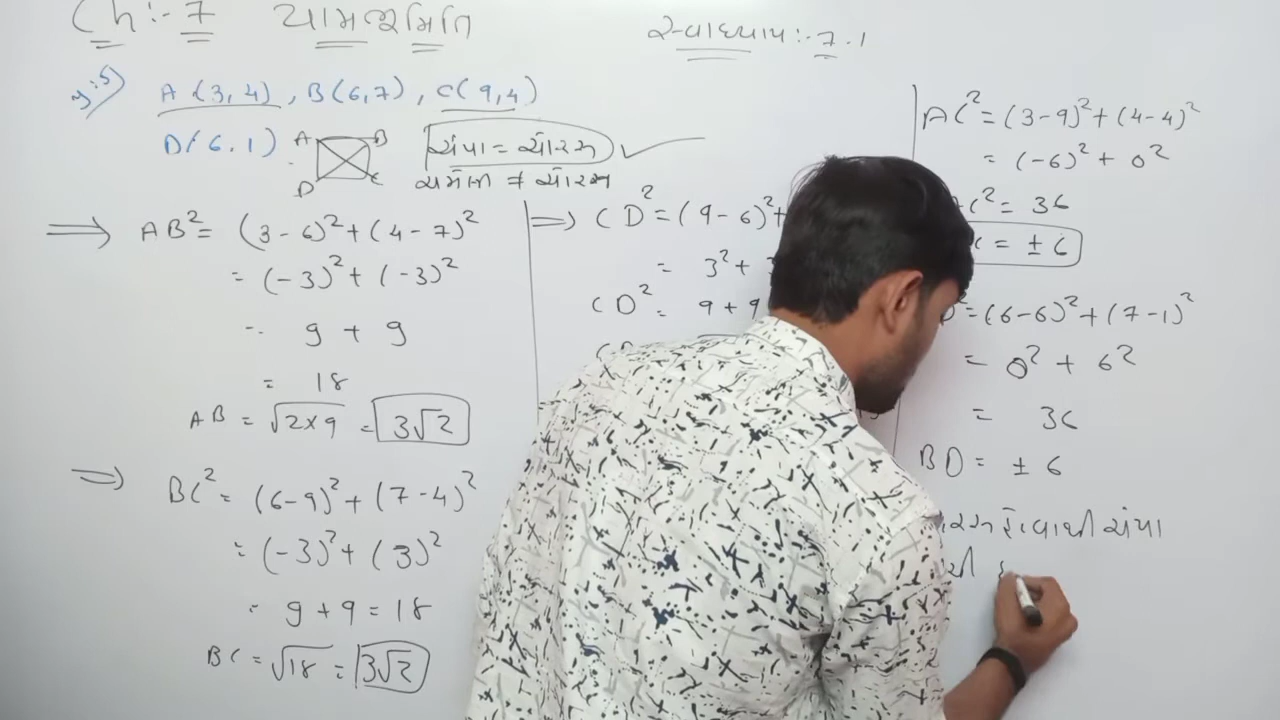 Ch:-7 યામભૂમિતિ
સ્વાધ્યાય:-7.1
A(3,4), B(6,7), C(9,4)
D(6,1)
A B
D C
ચંપા = સાચી
⇒ AB² = (3-6)²+(4-7)²
= (-3)²+(-3)²
= 9 + 9
= 18
AB = √2×9 = 3√2
⇒ BC² = (6-9)²+(7-4)²
= (-3)²+(3)²
= 9+9 = 18
BC = √18 = 3√2
⇒ CD² = (9-6)²+
= 3²+
CD² = 9+9
AC² = (3-9)²+(4-4)²
= (-6)² + 0²
C² = 36
= ±6
²=(6-6)²+(7-1)²
= 0² + 6²
= 36
BD = ±6
ચંપા